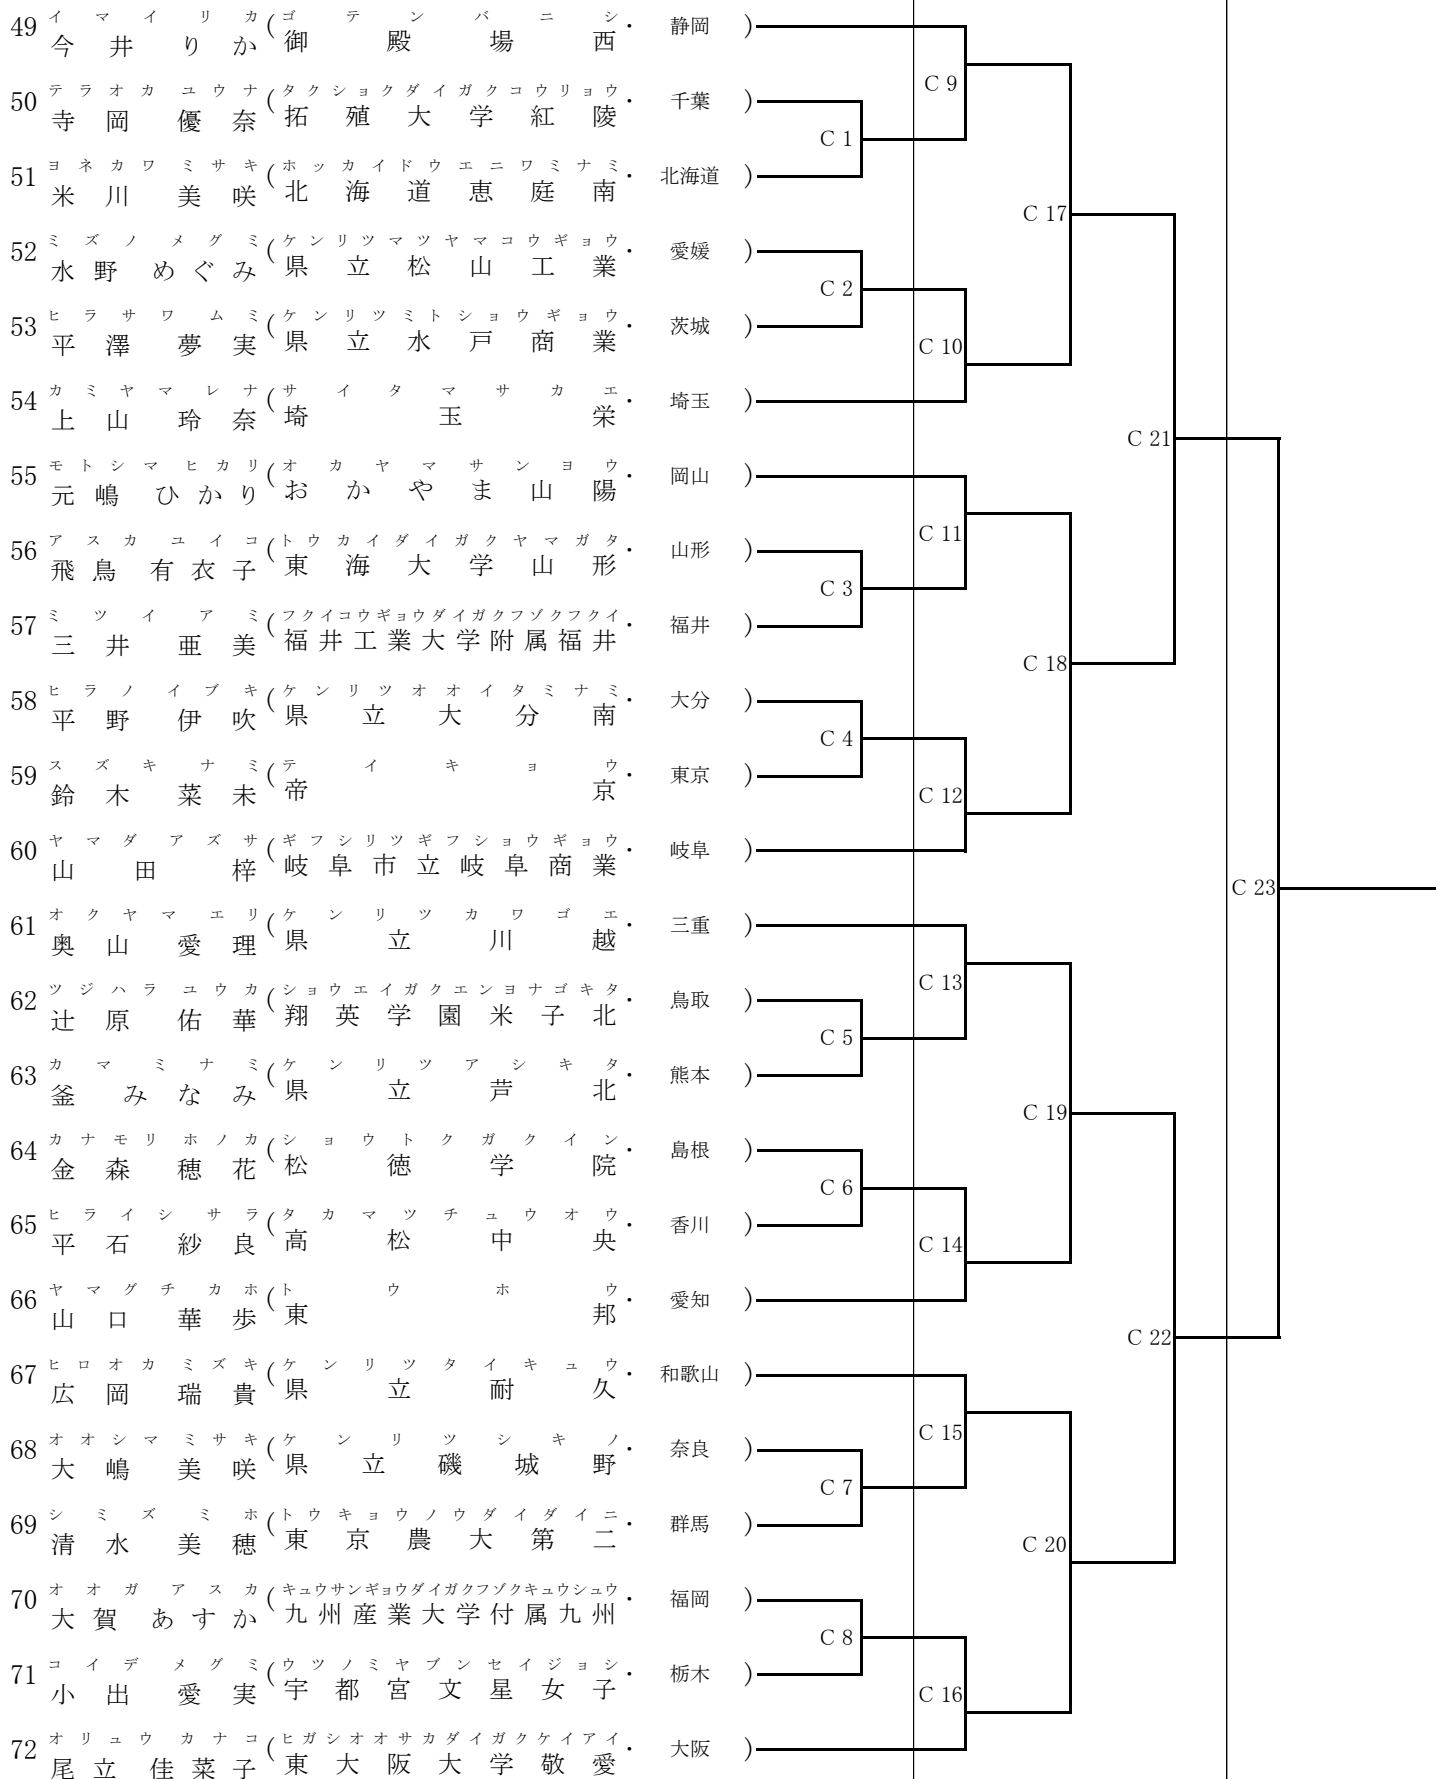 イマイリカ(ゴテンバニシ
49 今井りか(御殿場西・静岡)
C 9
テラオカユウナ(タクショクダイガクコウリョウ
50 寺岡優奈(拓殖大学紅陵・千葉)
C 1
ヨネカワミサキ(ホッカイドウエニワミナミ
51 米川美咲(北海道恵庭南・北海道)
C 17
ミズノメグミ(ケンリツマツヤマコウギョウ
52 水野めぐみ(県立松山工業・愛媛)
C 2
ヒラサワムミ(ケンリツミトショウギョウ
53 平澤夢実(県立水戸商業・茨城)
C 10
カミヤマレナ(サイタマサカエ
54 上山玲奈(埼玉栄・埼玉)
C 21
モトシマヒカリ(オカヤマサンヨウ
55 元嶋ひかり(おかやま山陽・岡山)
C 11
アスカユイコ(トウカイダイガクヤマガタ
56 飛鳥有衣子(東海大学山形・山形)
C 3
ミツイアミ(フクイコウギョウダイガクフゾクフクイ
57 三井亜美(福井工業大学附属福井・福井)
C 18
ヒラノイブキ(ケンリツオオイタミナミ
58 平野伊吹(県立大分南・大分)
C 4
スズキナミ(テイキョウ
59 鈴木菜未(帝京・東京)
C 12
ヤマダアズサ(ギフシリツギフショウギョウ
60 山田梓(岐阜市立岐阜商業・岐阜)
C 23
オクヤマエリ(ケンリツカワゴエ
61 奥山愛理(県立川越・三重)
C 13
ツジハラユウカ(ショウエイガクエンヨナゴキタ
62 辻原佑華(翔英学園米子北・鳥取)
C 5
カマミナミ(ケンリツアシキタ
63 釜みなみ(県立芦北・熊本)
C 19
カナモリホノカ(ショウトクガクイン
64 金森穂花(松徳学院・島根)
C 6
ヒライシサラ(タカマツチュウオウ
65 平石紗良(高松中央・香川)
C 14
ヤマグチカホ(トウホウ
66 山口華歩(東邦・愛知)
C 22
ヒロオカミズキ(ケンリツタイキュウ
67 広岡瑞貴(県立耐久・和歌山)
C 15
オオシマミサキ(ケンリツシキノ
68 大嶋美咲(県立磯城野・奈良)
C 7
シミズミホ(トウキョウノウダイダイニ
69 清水美穂(東京農大第二・群馬)
C 20
オオガアスカ(キュウサンギョウダイガクフゾクキュウシュウ
70 大賀あすか(九州産業大学付属九州・福岡)
C 8
コイデメグミ(ウツノミヤブンセイジョシ
71 小出愛実(宇都宮文星女子・栃木)
C 16
オリュウカナコ(ヒガシオオサカダイガクケイアイ
72 尾立佳菜子(東大阪大学敬愛・大阪)